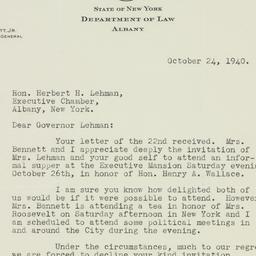 STATE OF NEW YORK
DEPARTMENT OF LAW
ALBANY
TT, JR.
GENERAL
October 24, 1940.
Hon. Herbert H. Lehman,
Executive Chamber,
Albany, New York.
Dear Governor Lehman:
Your letter of the 22nd received. Mrs.
Bennett and I appreciate deeply the invitation of
Mrs. Lehman and your good self to attend an infor-
mal supper at the Executive Mansion Saturday eveni
October 26th, in honor of Hon. Henry A. Wallace.
I am sure you know how delighted both of
us would be if it were possible to attend. Howeve
Mrs. Bennett is attending a tea in honor of Mrs.
Roosevelt on Saturday afternoon in New York and I
am scheduled to attend some political meetings in
and around the City during the evening.
Under the circumstances, much to our regre
we are forced to decline your kind invitation